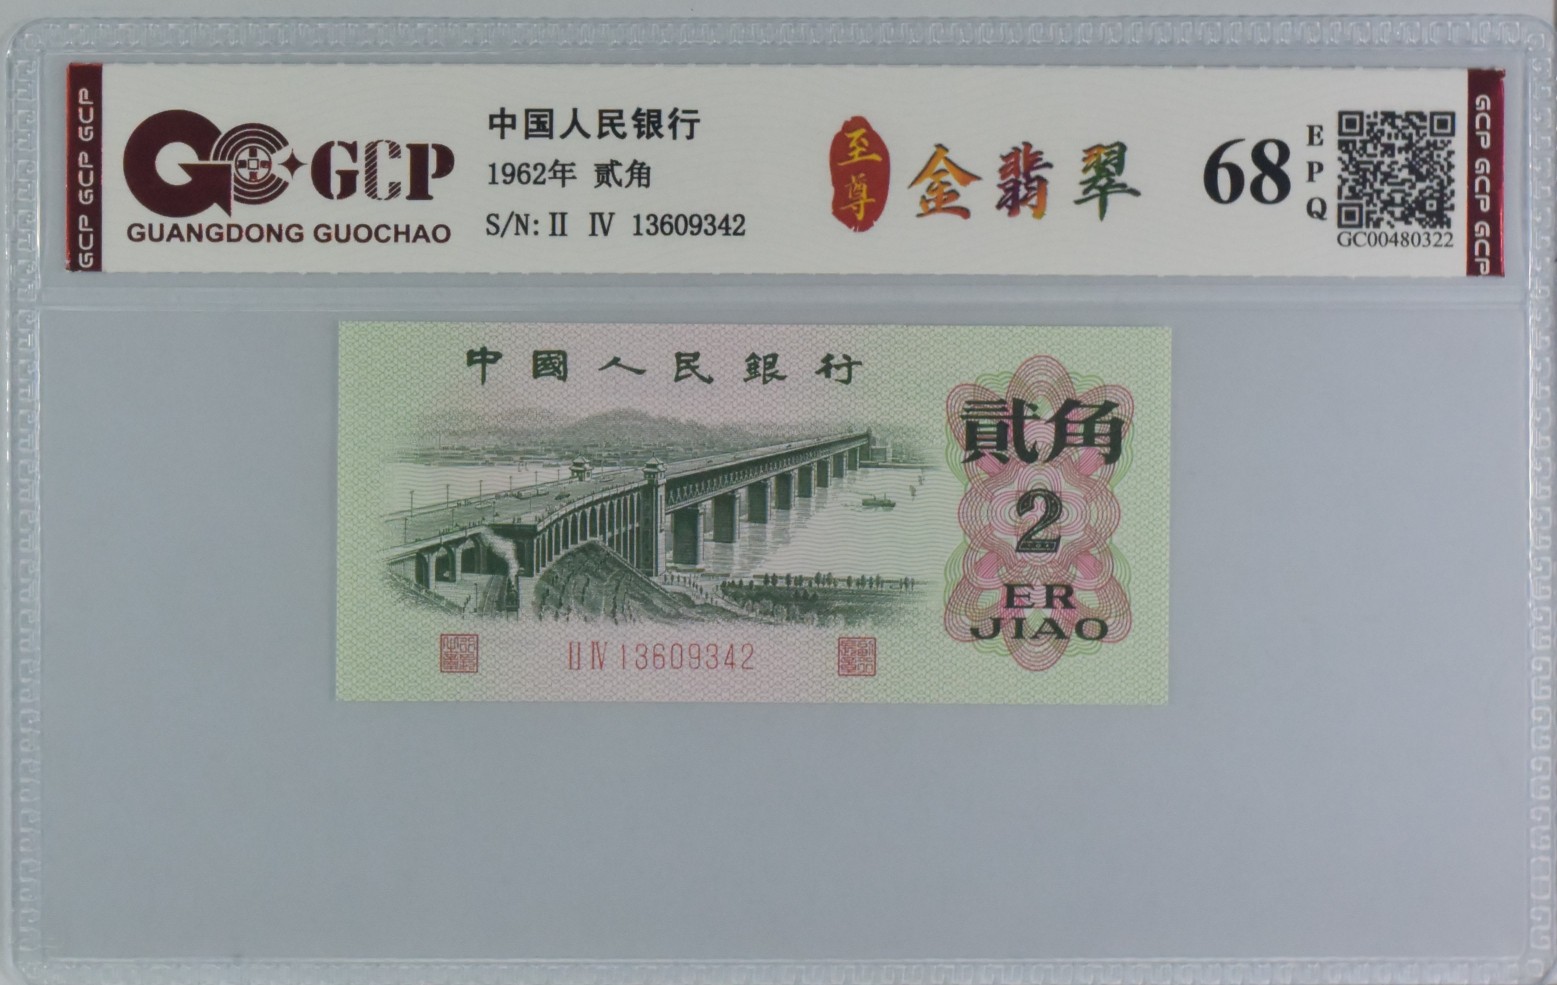 GCP GCP GCP
GCP
GUANGDONG GUOCHAO
中国人民银行
1962年 贰角
S/N: II IV 13609342
至尊
金翡翠
68
EPQ
GC00480322
GCP GCP GCP
中國人民銀行
貳角
2
ER
JIAO
II IV 13609342